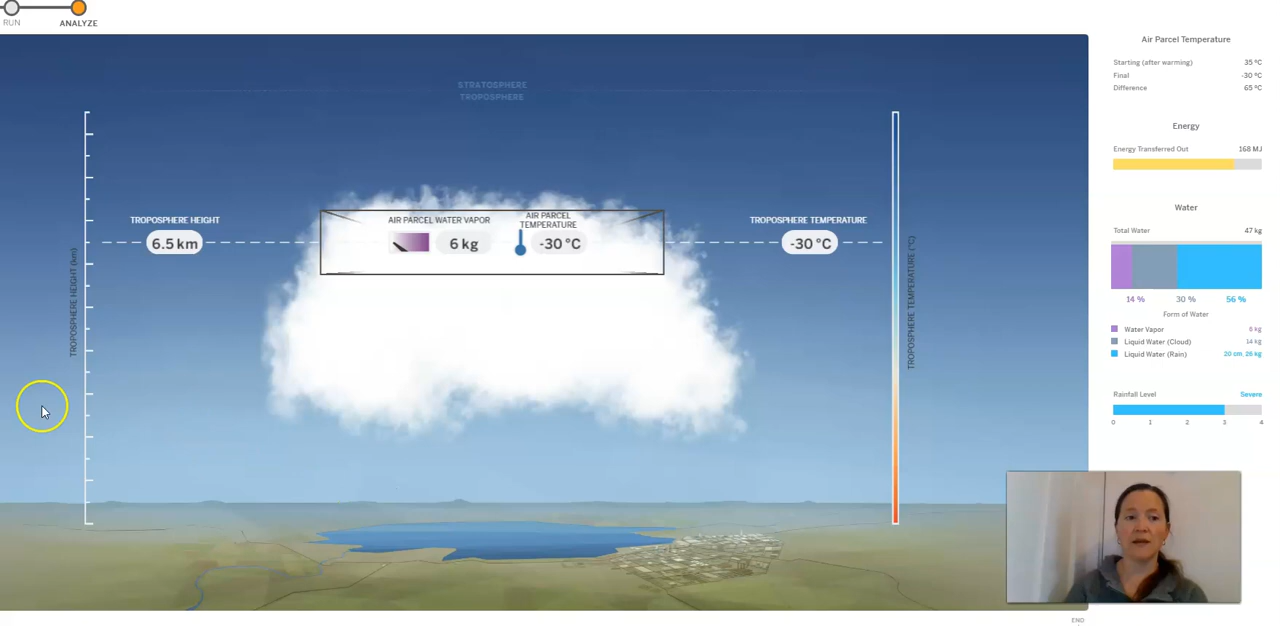 RUN
ANALYZE
STRATOSPHERE
TROPOSPHERE
TROPOSPHERE HEIGHT
6.5 km
TROPOSPHERE HEIGHT (km)
AIR PARCEL WATER VAPOR
6 kg
AIR PARCEL
TEMPERATURE
-30 °C
TROPOSPHERE TEMPERATURE
-30 °C
TROPOSPHERE TEMPERATURE (°C)
Air Parcel Temperature
Starting (after warming) 35 °C
Final -30 °C
Difference 65 °C
Energy
Energy Transferred Out 168 MJ
Water
Total Water 47 kg
14 % 30 % 56 %
Form of Water
Water Vapor 6 kg
Liquid Water (Cloud) 14 kg
Liquid Water (Rain) 20 cm, 26 kg
Rainfall Level Severe
0 1 2 3 4
END